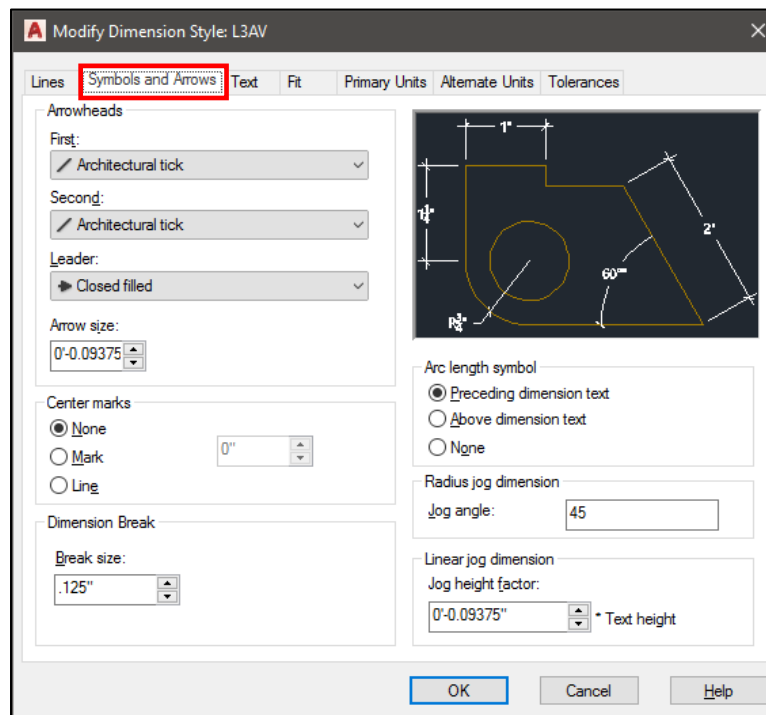 Modify Dimension Style: L3AV
Lines Symbols and Arrows Text Fit Primary Units Alternate Units Tolerances
Arrowheads
First:
Architectural tick
Second:
Architectural tick
Leader:
Closed filled
Arrow size:
0'-0.09375
Center marks
None
Mark
Line
0"
Dimension Break
Break size:
.125"
1"
2"
60°
Arc length symbol
Preceding dimension text
Above dimension text
None
Radius jog dimension
Jog angle:
45
Linear jog dimension
Jog height factor:
0'-0.09375"
* Text height
OK Cancel Help